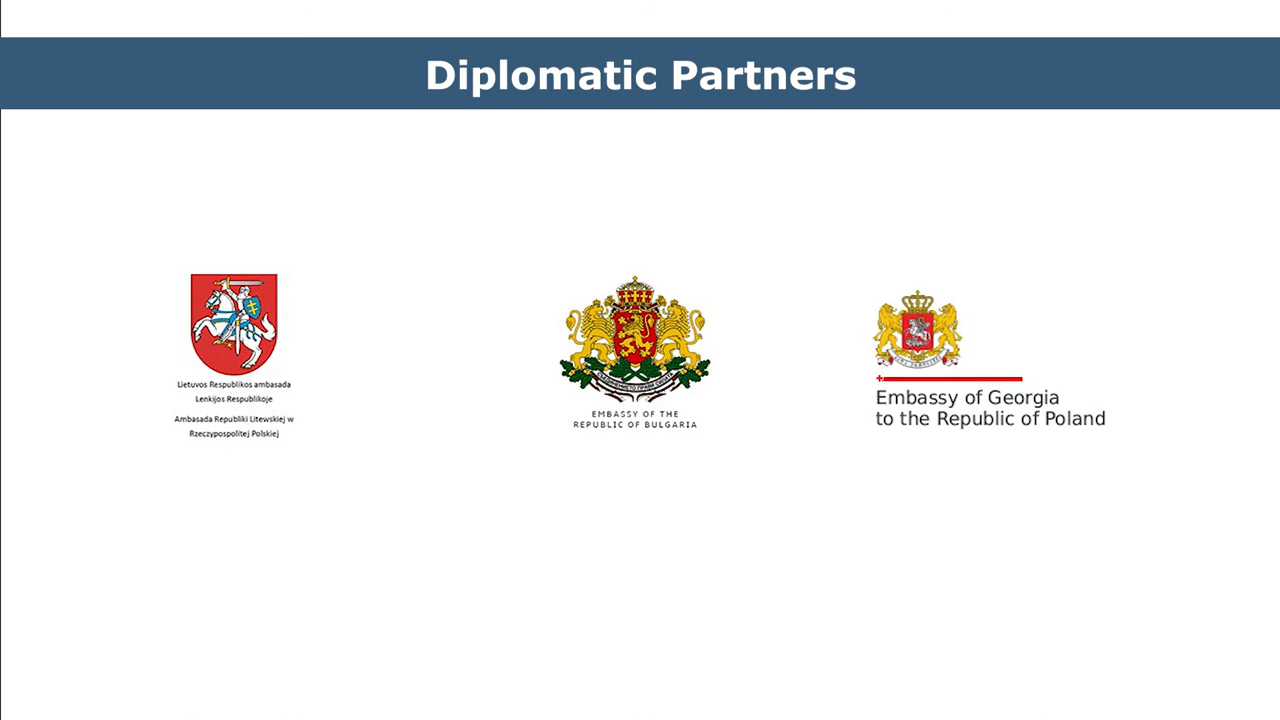 Diplomatic Partners
Lietuvos Respublikos ambasada
Lenkijos Respublikoje
Ambasada Republiki Litewskiej w
Rzeczypospolitej Polskiej
EMBASSY OF THE
REPUBLIC OF BULGARIA
Embassy of Georgia
to the Republic of Poland